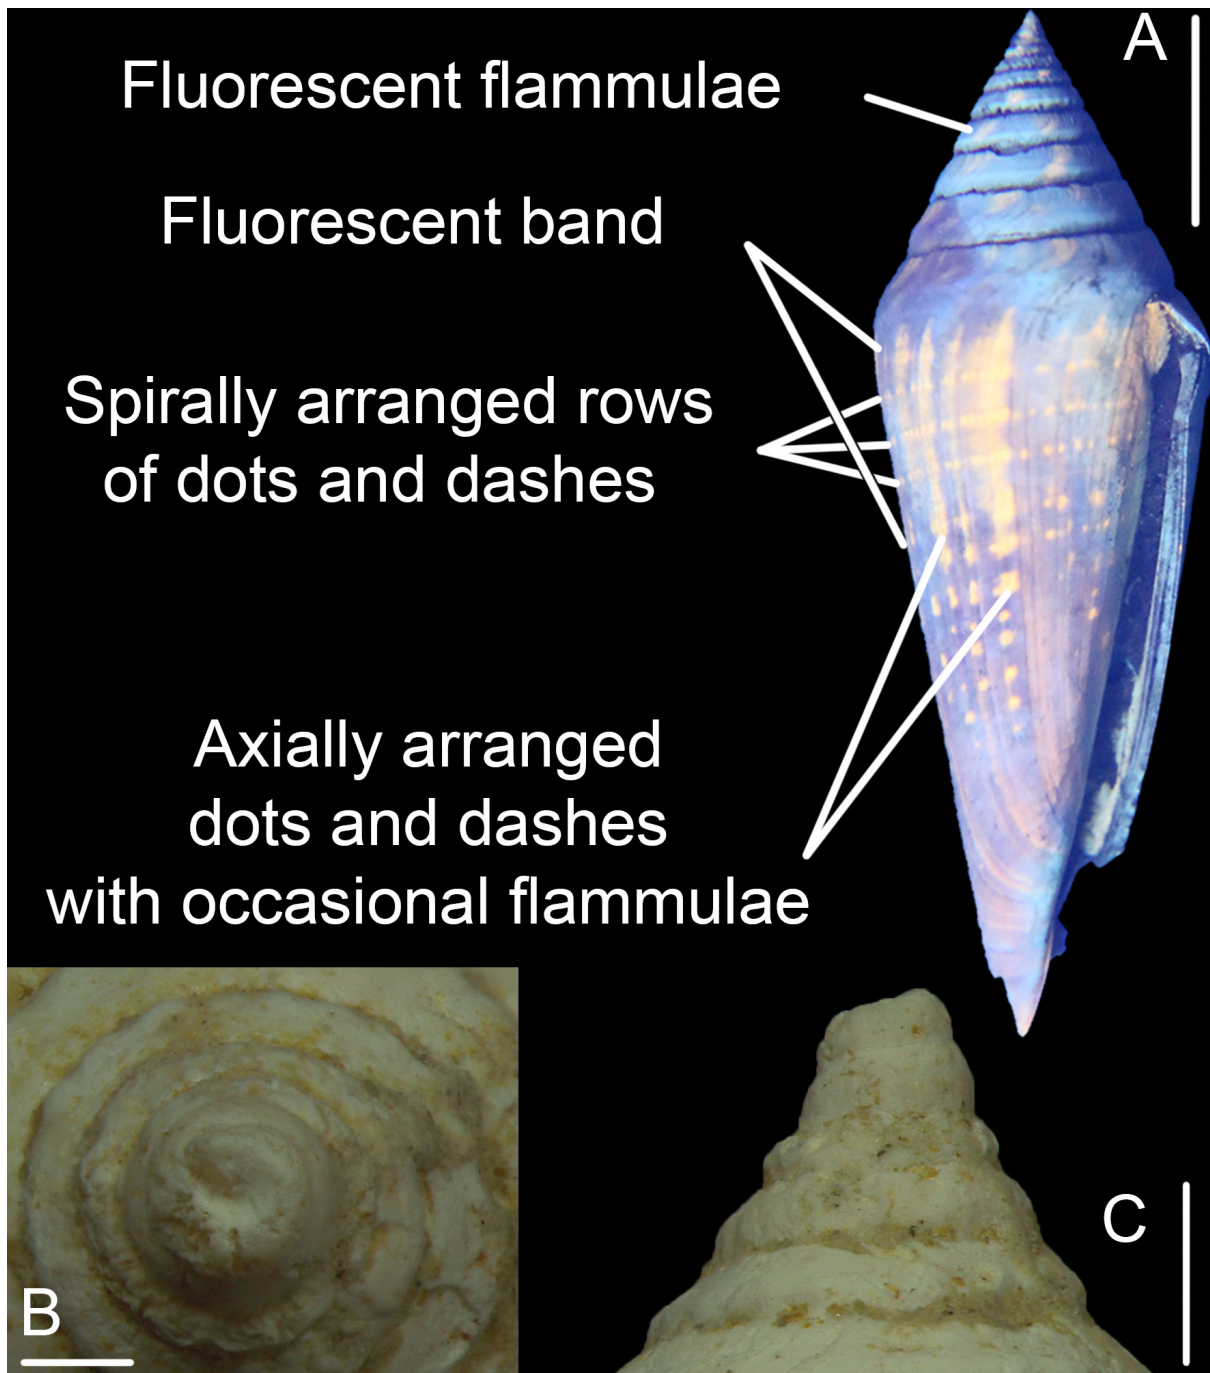 A
Fluorescent flammulae
Fluorescent band
Spirally arranged rows
of dots and dashes
Axially arranged
dots and dashes
with occasional flammulae
B
C